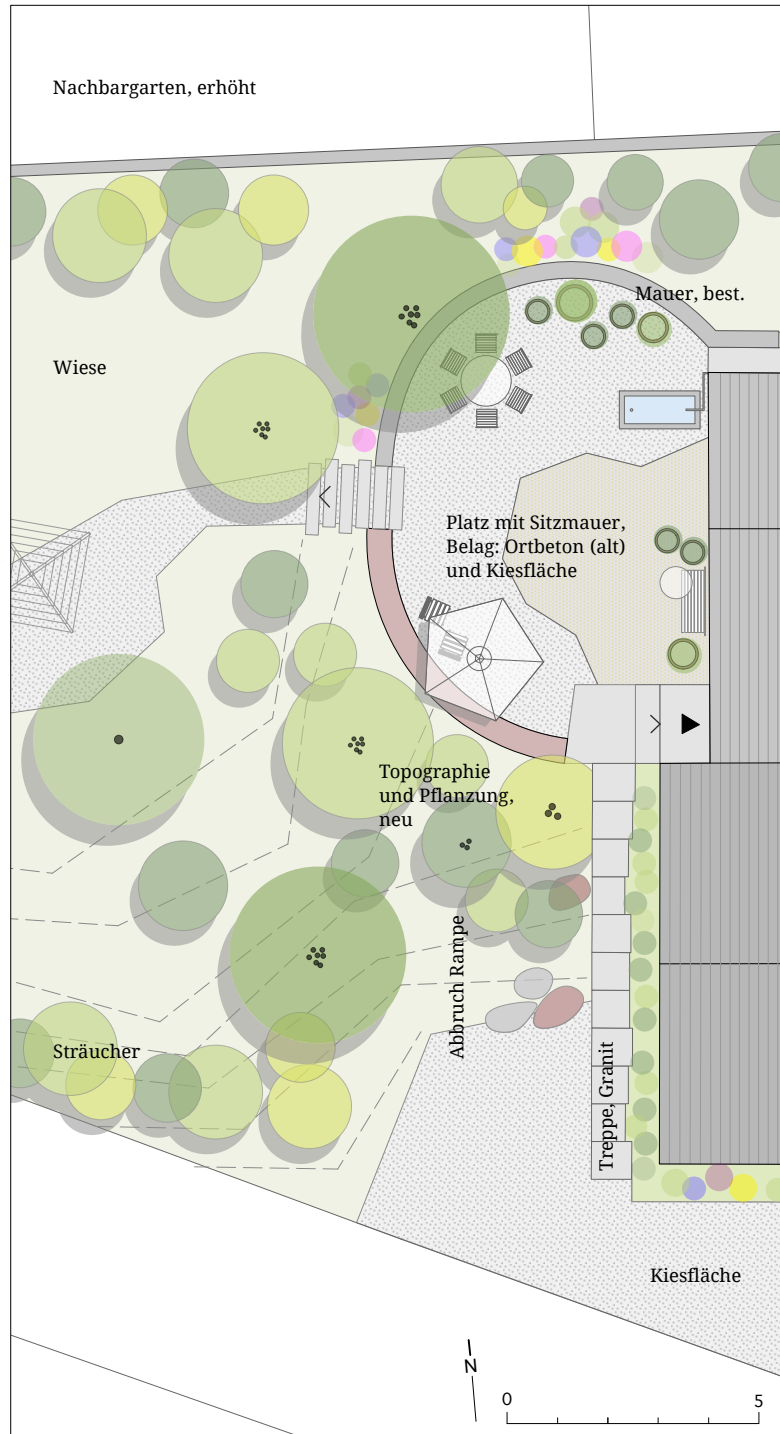 Nachbargarten, erhöht
Mauer, best.
Wiese
Platz mit Sitzmauer,
Belag: Ortbeton (alt)
und Kiesfläche
Topographie
und Pflanzung,
neu
Abbruch Rampe
Sträucher
Treppe, Granit
Kiesfläche
N
0 5